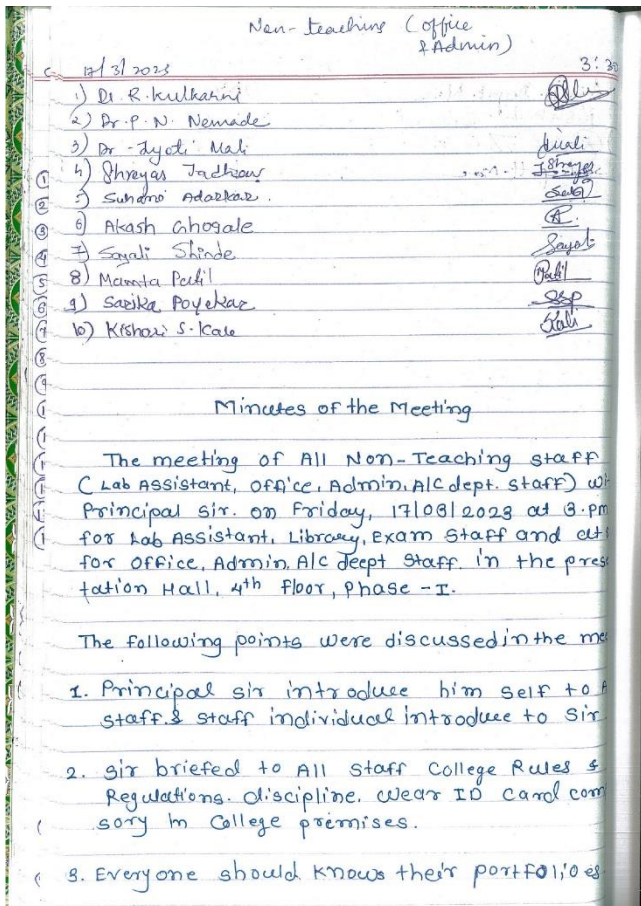 Non-teaching (office
& Admin)
17/3/2023 3:30
1) Dr. R. Kulkarni
2) Dr. P. N. Nemade
3) Dr. Jyoti Mali
4) Shreyas Jadhav
5) Adarkar.
6) Akash Ghogale
7) Sayali Shinde
8) Mamta Patil
9) Sarika Poyekar
10) Kishori S. Kale
Minutes of the Meeting
The meeting of All Non-Teaching staff
(Lab Assistant, Office, Admin, A/C dept. staff) wi
Principal sir. on Friday, 17/03/2023 at 3.pm
for Lab Assistant, Library, Exam Staff and at
for Office, Admin, A/C Deept Staff. in the pres
tation Hall, 4th floor, Phase -I.
The following points were discussed in the me
1. Principal sir introduce him self to A
staff.& staff individual introduce to Sir
2. Sir briefed to All Staff College Rules &
Regulations. discipline. wear ID Card com
sory in College premises.
3. Everyone should knows their portfolioes